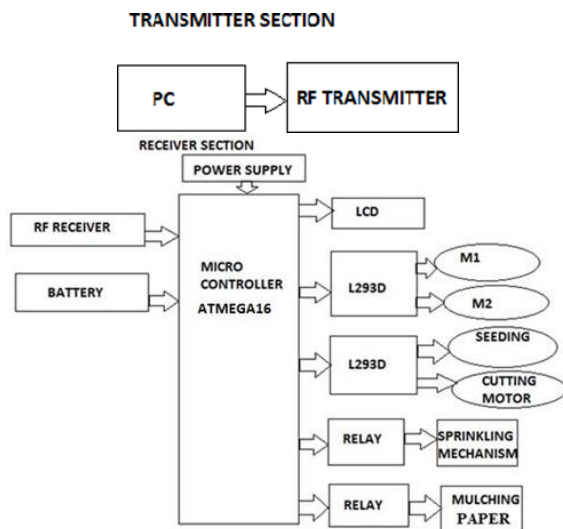 TRANSMITTER SECTION
PC
RF TRANSMITTER
RECEIVER SECTION
POWER SUPPLY
LCD
RF RECEIVER
MICRO
CONTROLLER
ATMEGA16
M1
L293D
BATTERY
M2
SEEDING
L293D
CUTTING
MOTOR
RELAY
SPRINKLING
MECHANISM
RELAY
MULCHING
PAPER